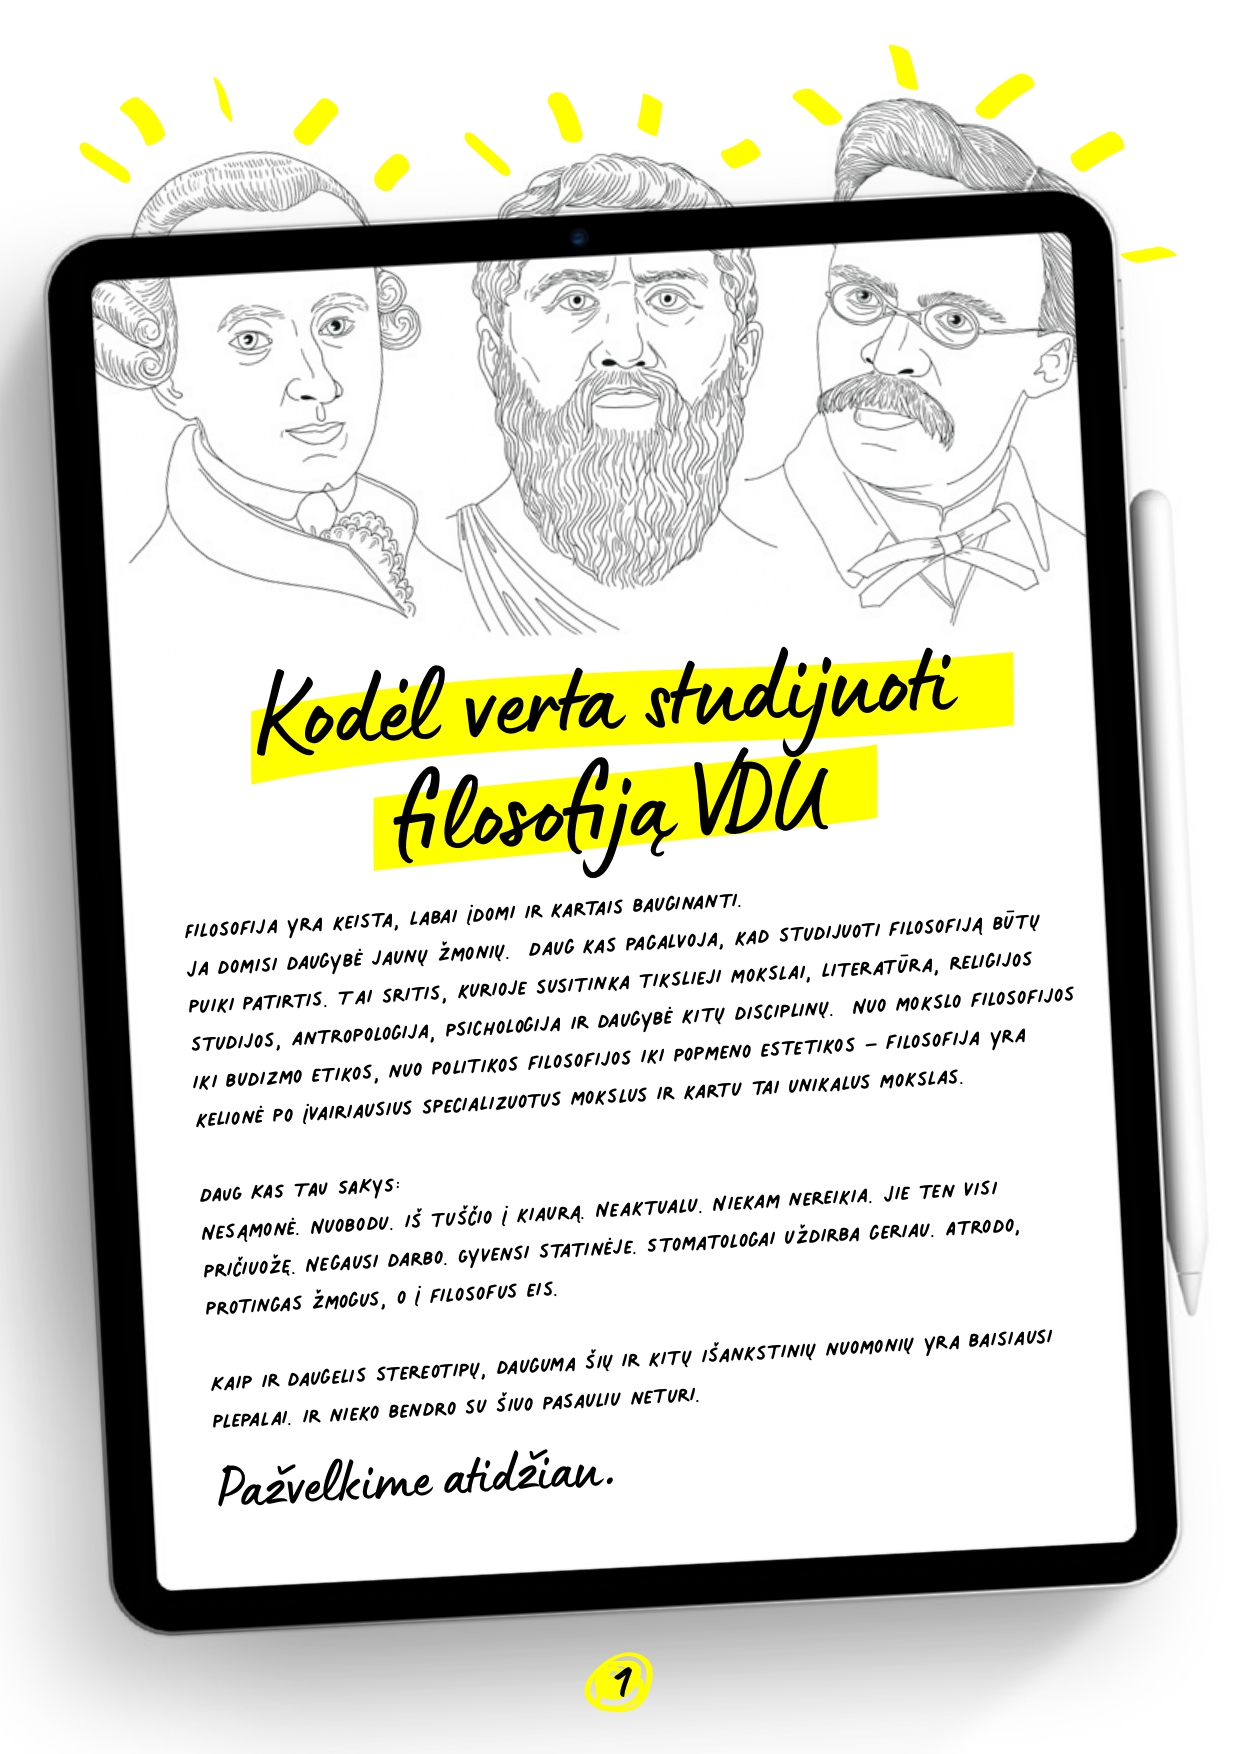 Kodėl verta studijuoti
filosofiją VDU
FILOSOFIJA YRA KEISTA, LABAI ĮDOMI IR KARTAIS BAUGINANTI.
JA DOMISI DAUGYBĖ JAUNŲ ŽMONIŲ. DAUG KAS PAGALVOJA, KAD STUDIJUOTI FILOSOFIJĄ BŪTŲ
PUIKI PATIRTIS. TAI SRITIS, KURIOJE SUSITINKA TIKSLIEJI MOKSLAI, LITERATŪRA, RELIGIJOS
STUDIJOS, ANTROPOLOGIJA, PSICHOLOGIJA IR DAUGYBĖ KITŲ DISCIPLINŲ. NUO MOKSLO FILOSOFIJOS
IKI BUDIZMO ETIKOS, NUO POLITIKOS FILOSOFIJOS IKI POPMENO ESTETIKOS – FILOSOFIJA YRA
KELIONĖ PO ĮVAIRIAUSIUS SPECIALIZUOTUS MOKSLUS IR KARTU TAI UNIKALUS MOKSLAS.
DAUG KAS TAU SAKYS:
NESĄMONĖ. NUOBODU. IŠ TUŠČIO Į KIAURĄ. NEAKTUALU. NIEKAM NEREIKIA. JIE TEN VISI
PRIČIUOŽĘ. NEGAUSI DARBO. GYVENSI STATINĖJE. STOMATOLOGAI UŽDIRBA GERIAU. ATRODO,
PROTINGAS ŽMOGUS, O Į FILOSOFUS EIS.
KAIP IR DAUGELIS STEREOTIPŲ, DAUGUMA ŠIŲ IR KITŲ IŠANKSTINIŲ NUOMONIŲ YRA BAISIAUSI
PLEPALAI. IR NIEKO BENDRO SU ŠIUO PASAULIU NETURI.
Pažvelkime atidžiau.
1